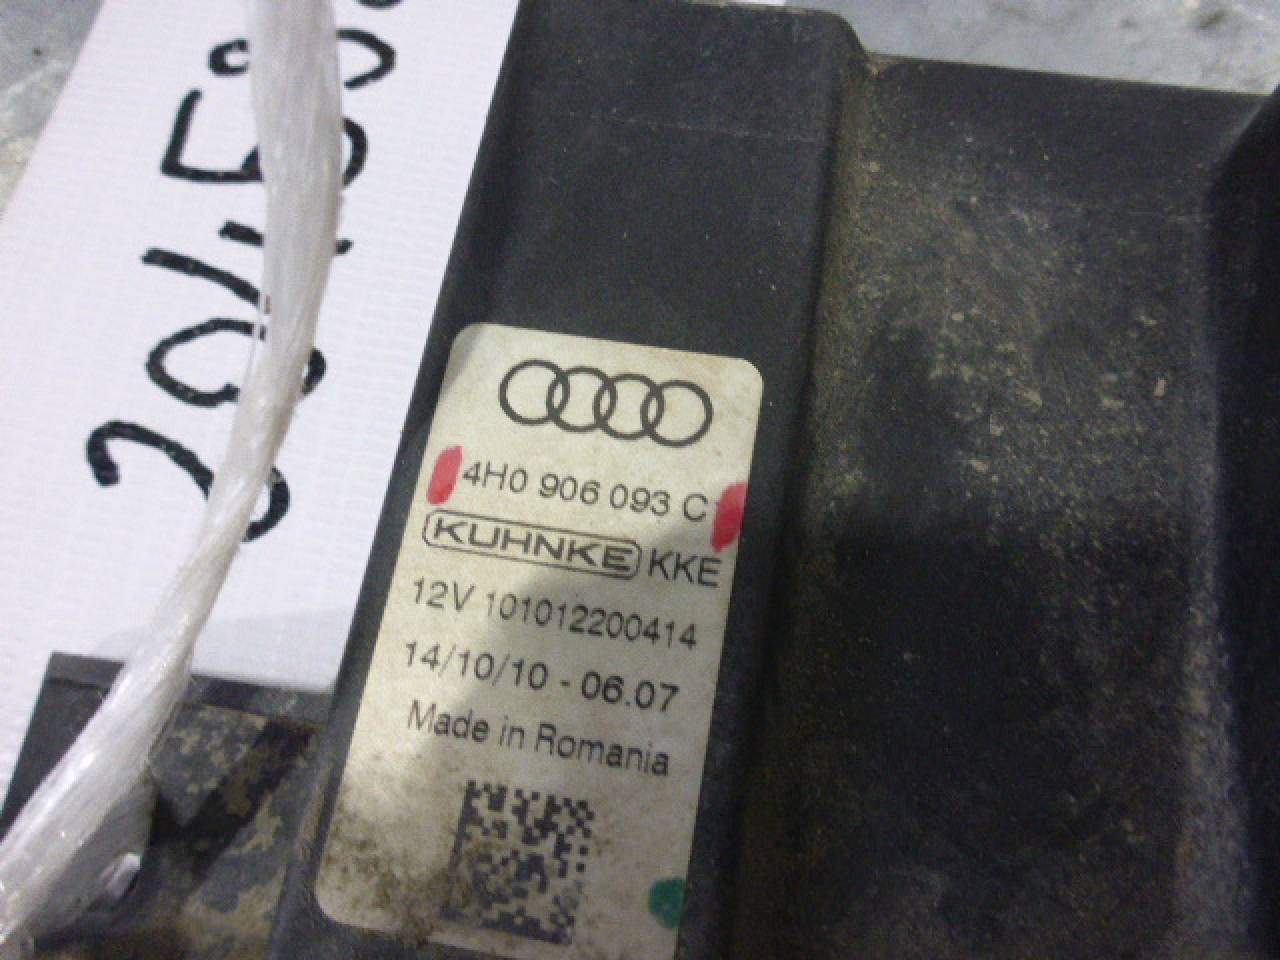 4H0 906 093 C
KUHNKE KKE
12V 101012200414
14/10/10 - 06.07
Made in Romania